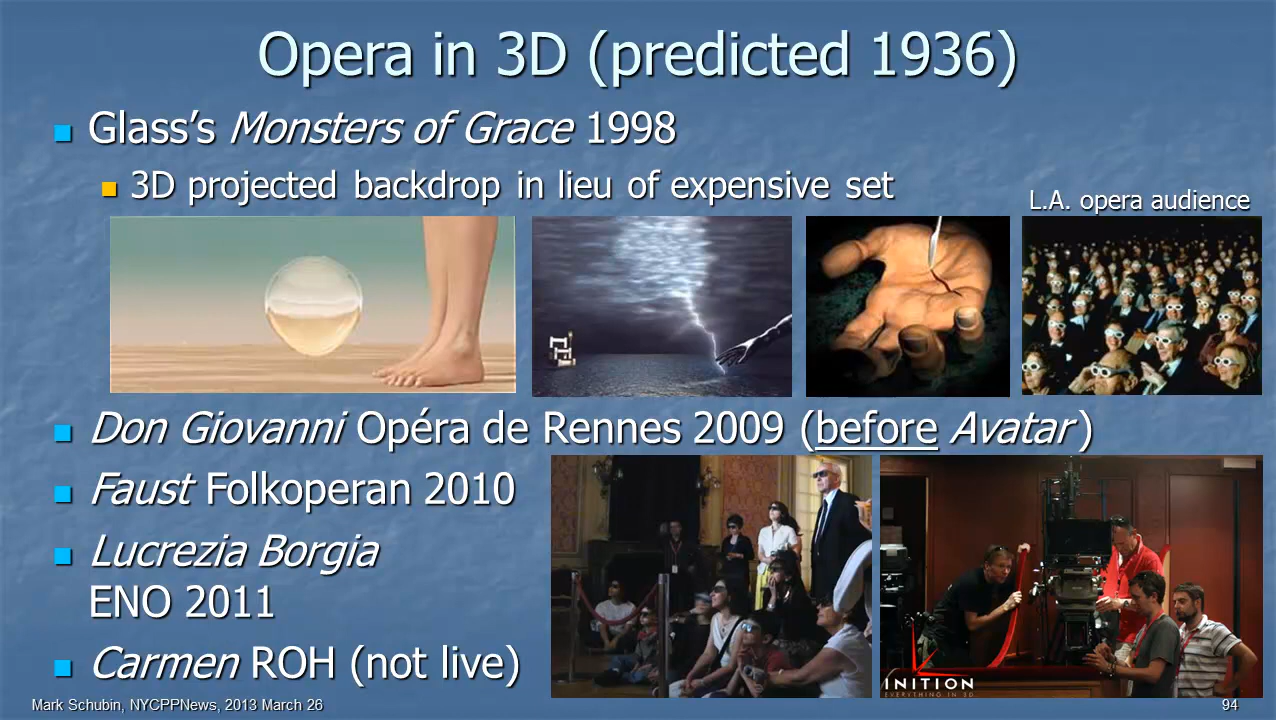 Opera in 3D (predicted 1936)
Glass’s Monsters of Grace 1998
3D projected backdrop in lieu of expensive set
L.A. opera audience
Don Giovanni Opéra de Rennes 2009 (before Avatar)
Faust Folkoperan 2010
Lucrezia Borgia
ENO 2011
Carmen ROH (not live)
INITION
EVERYTHING IN 3D
Mark Schubin, NYCPPNews, 2013 March 26
94